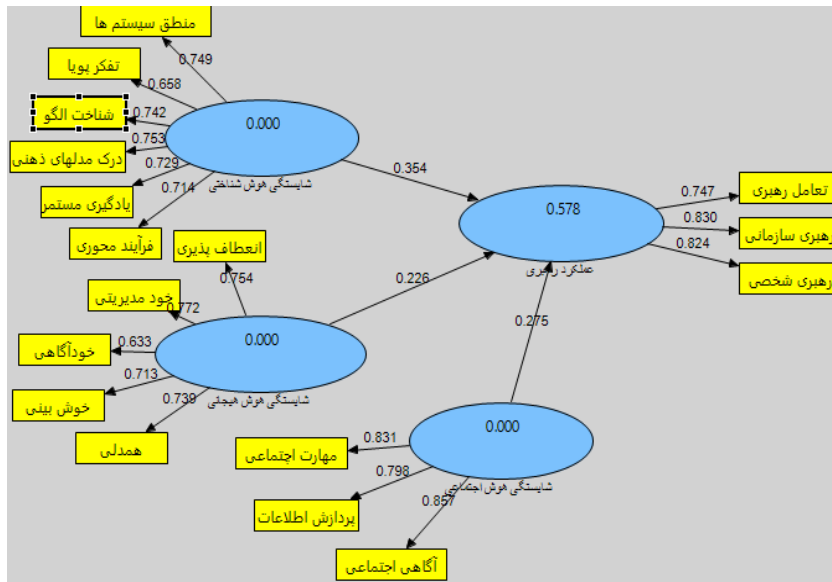 منطق سیستم ها
0.749
تفکر پویا
0.658
شناخت الگو
0.742
درک مدلهای ذهنی
0.753
یادگیری مستمر
0.729
فرآیند محوری
0.714
0.000
شایستگی هوش شناختی
0.354
انعطاف پذیری
0.754
خود مدیریتی
0.772
خودآگاهی
0.633
خوش بینی
0.713
همدلی
0.739
0.000
شایستگی هوش هیجانی
0.226
مهارت اجتماعی
0.831
پردازش اطلاعات
0.798
آگاهی اجتماعی
0.857
0.000
شایستگی هوش اجتماعی
0.275
0.578
عملکرد رهبری
تعامل رهبری
0.747
رهبری سازمانی
0.830
رهبری شخصی
0.824